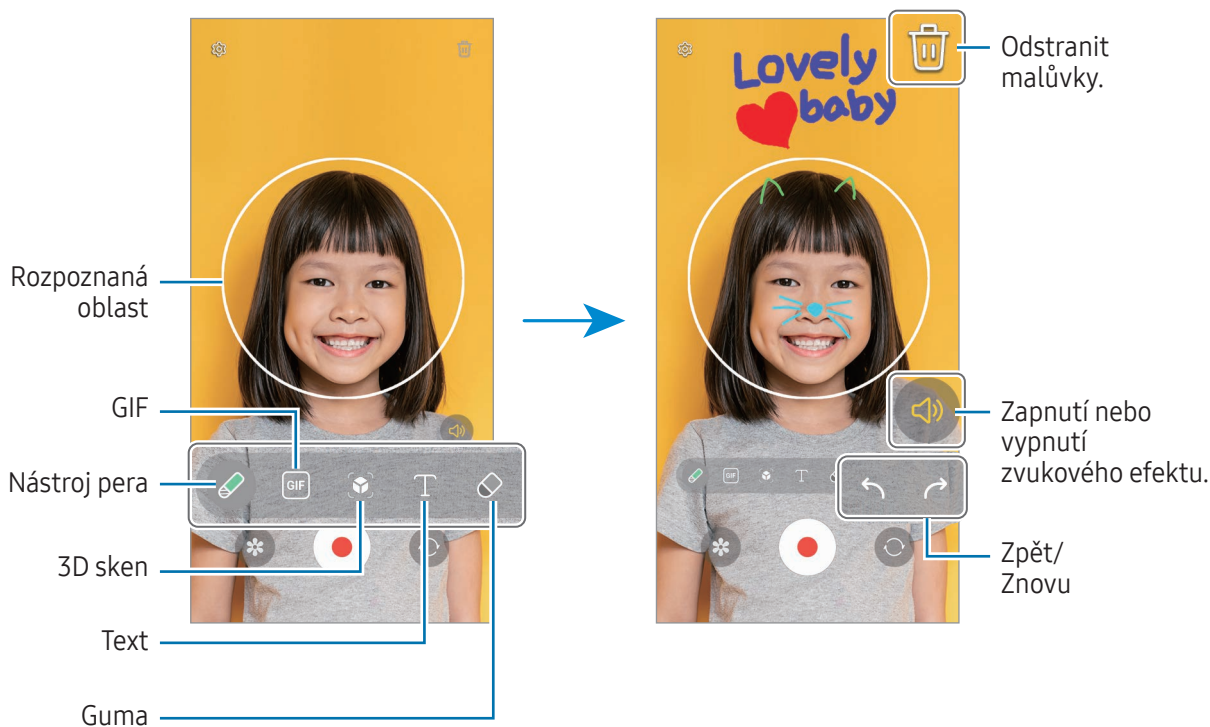 Rozpoznaná
oblast
GIF
Nástroj pera
3D sken
Text
Guma
GIF
Lovely
baby
GIF
Odstranit
malůvky.
Zapnutí nebo
vypnutí
zvukového efektu.
Zpět/
Znovu